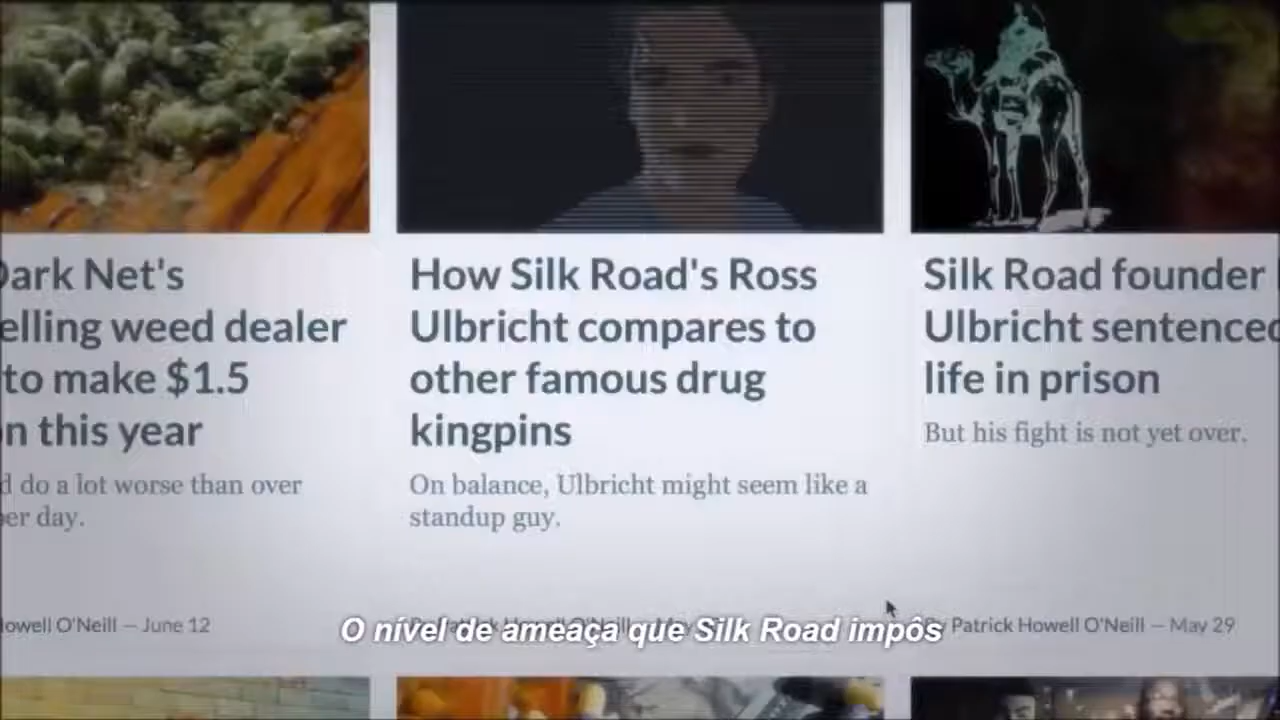 Dark Net's
elling weed dealer
to make $1.5
n this year
d do a lot worse than over
per day.
owell O'Neill — June 12
How Silk Road's Ross
Ulbricht compares to
other famous drug
kingpins
On balance, Ulbricht might seem like a
standup guy.
Silk Road founder
Ulbricht sentenced
life in prison
But his fight is not yet over.
By Patrick Howell O'Neill — May 29
O nível de ameaça que Silk Road impôs